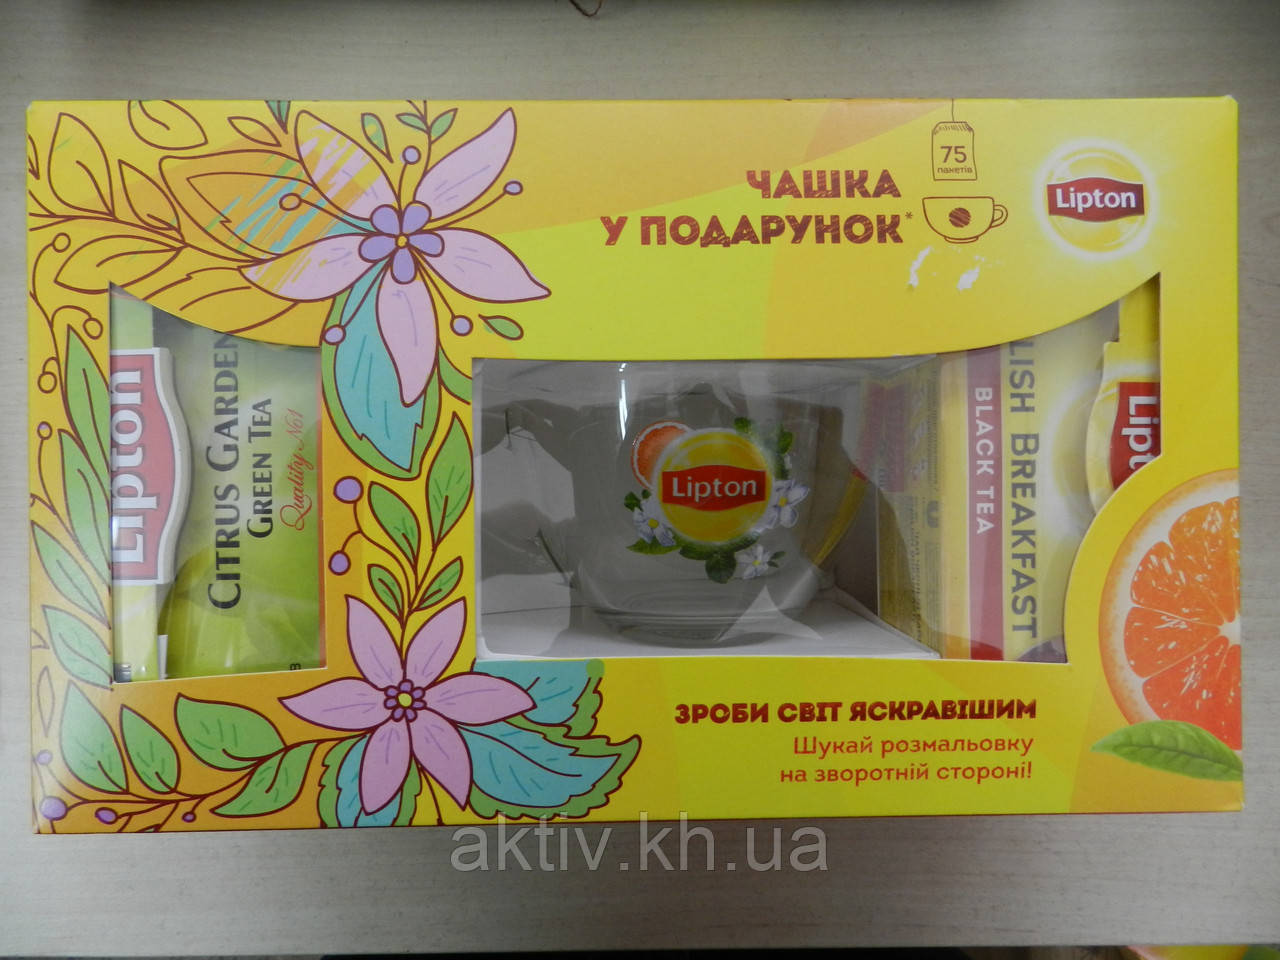 75
пакетів
ЧАШКА
У ПОДАРУНОК*
Lipton
Lipton
CITRUS GARDEN
GREEN TEA
Quality №1
Lipton
BLACK TEA
LISH BREAKFAST
Lipt
ЗРОБИ СВІТ ЯСКРАВІШИМ
Шукай розмальовку
на зворотній стороні!
aktiv.kh.ua